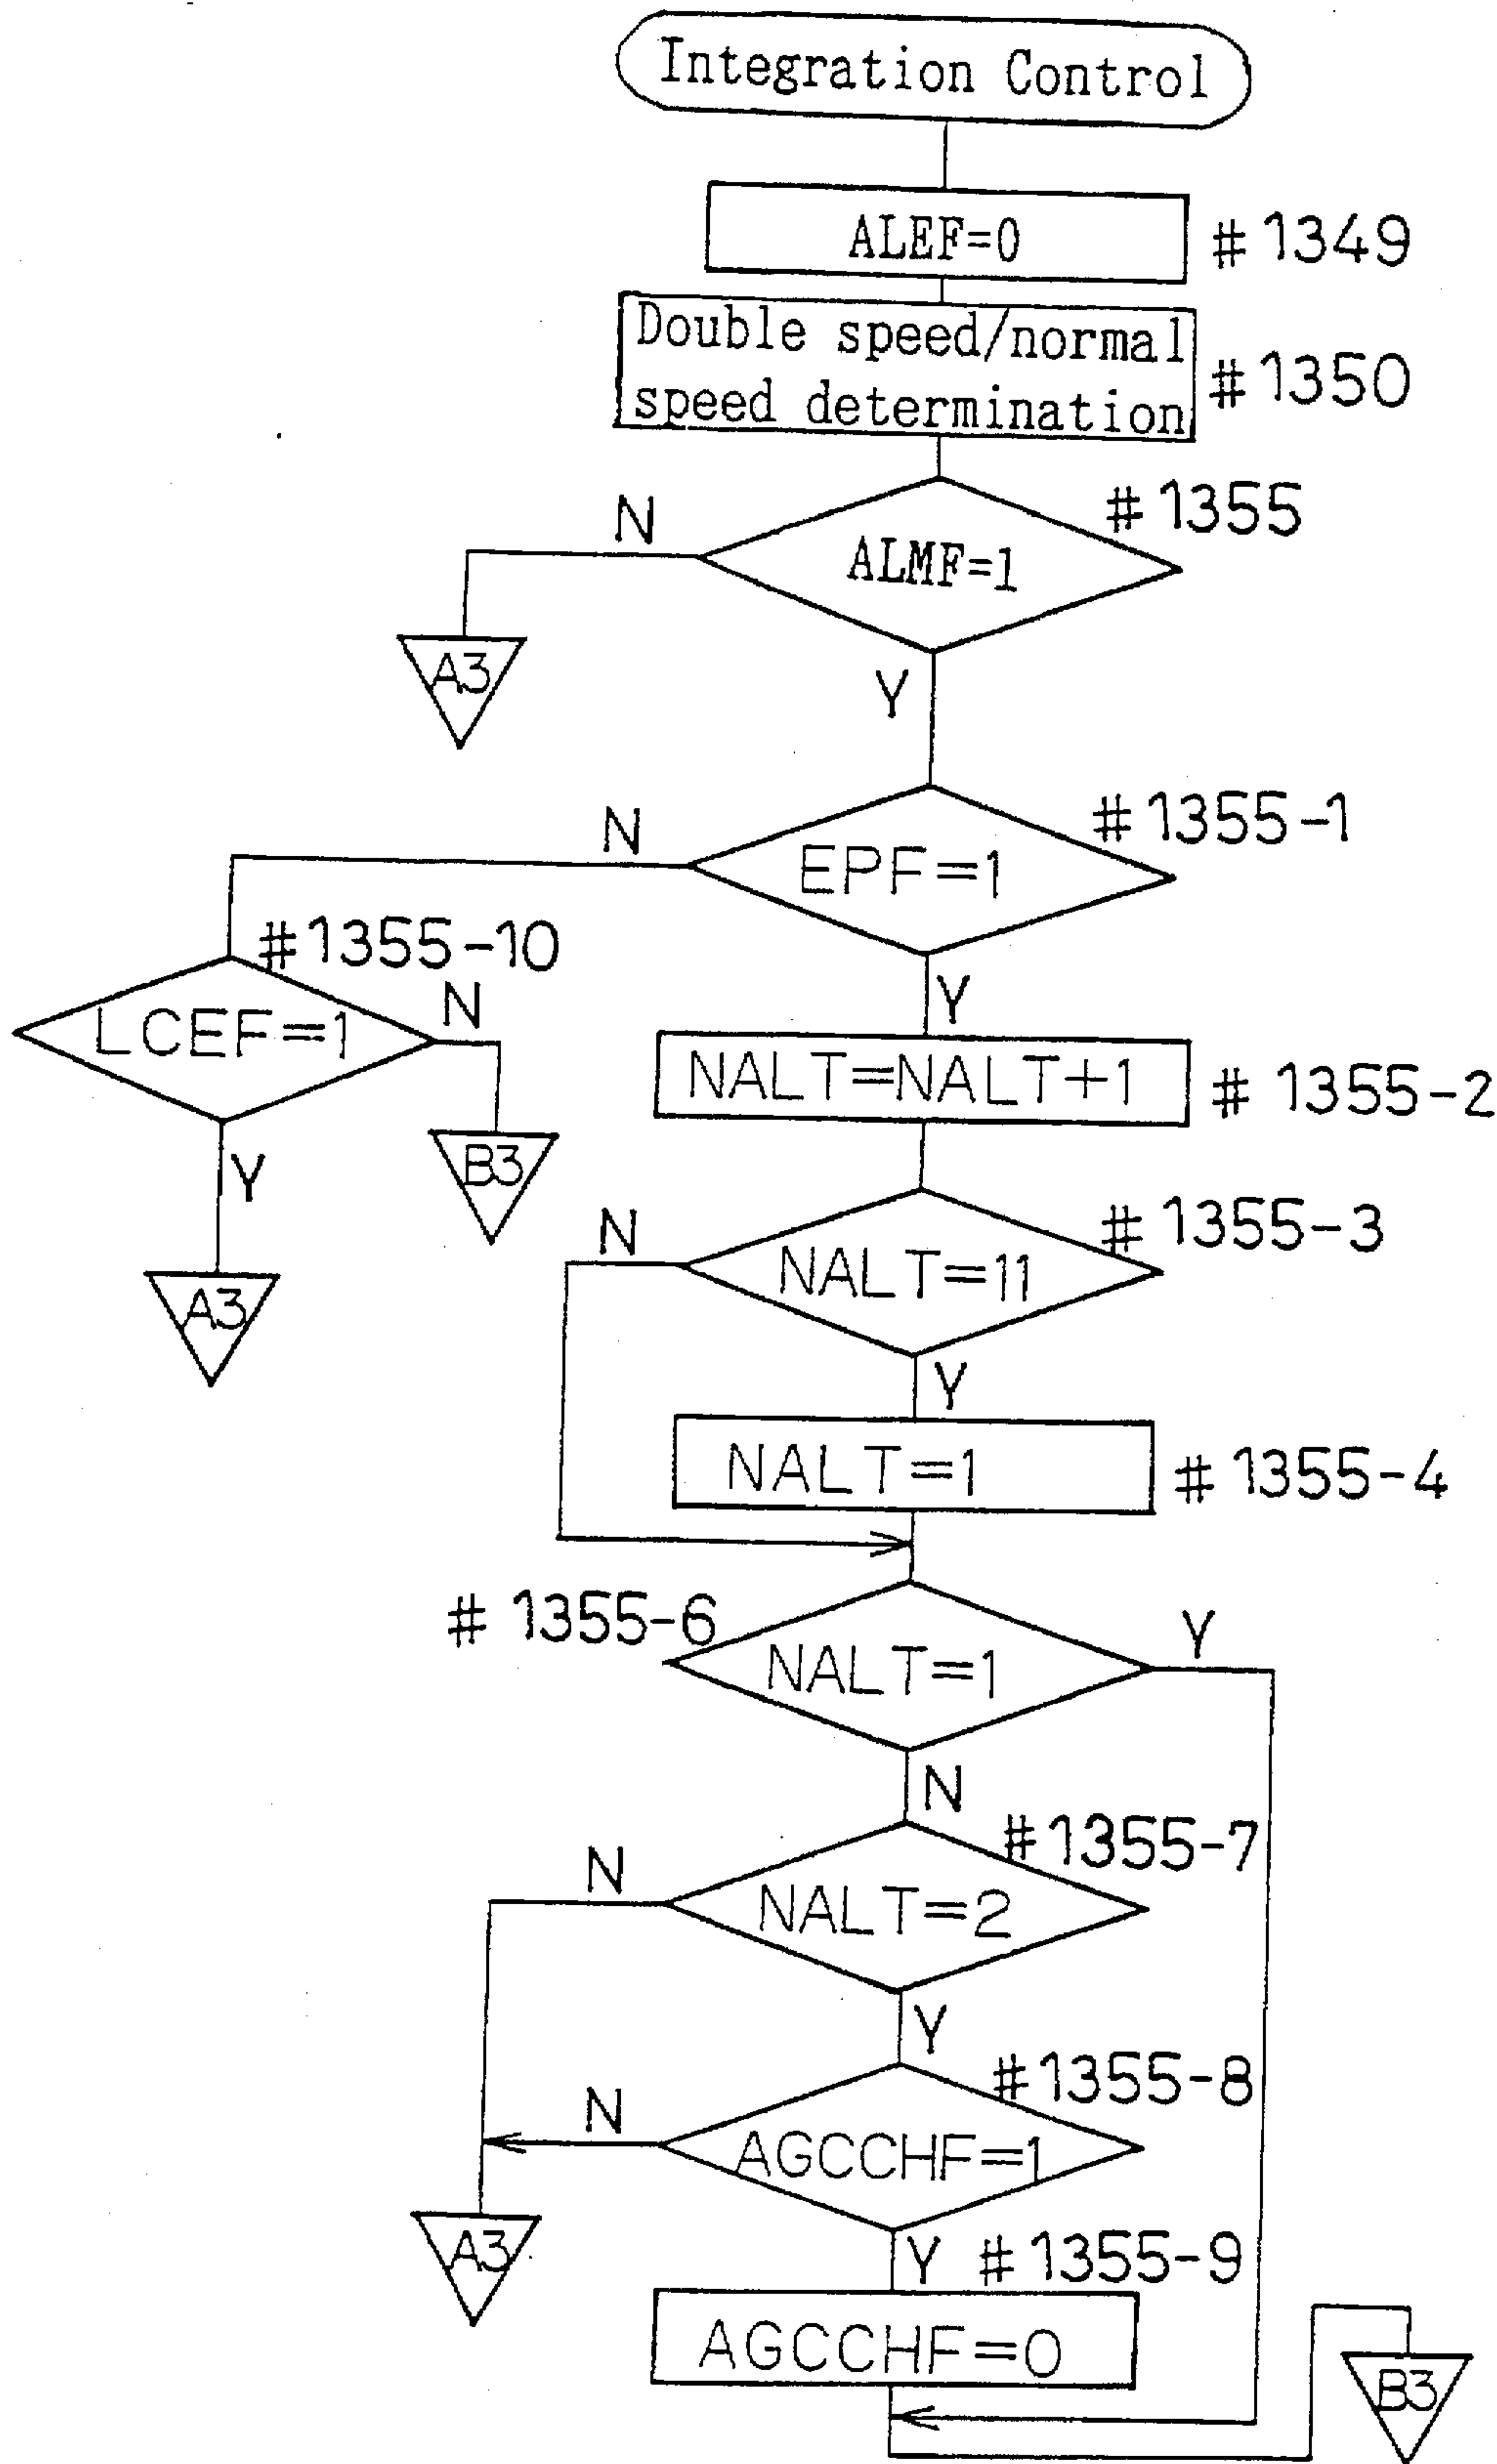 Integration Control
ALEF=0
# 1349
Double speed/normal
speed determination
# 1350
# 1355
N
ALMF=1
A3
Y
# 1355-1
N
EPF=1
# 1355-10
N
LCEF=1
Y
NALT=NALT+1
# 1355-2
B3
Y
# 1355-3
N
NALT=11
A3
Y
NALT=1
# 1355-4
# 1355-6
Y
NALT=1
N
# 1355-7
N
NALT=2
Y
# 1355-8
N
AGCCHF=1
A3
Y
# 1355-9
AGCCHF=0
B3